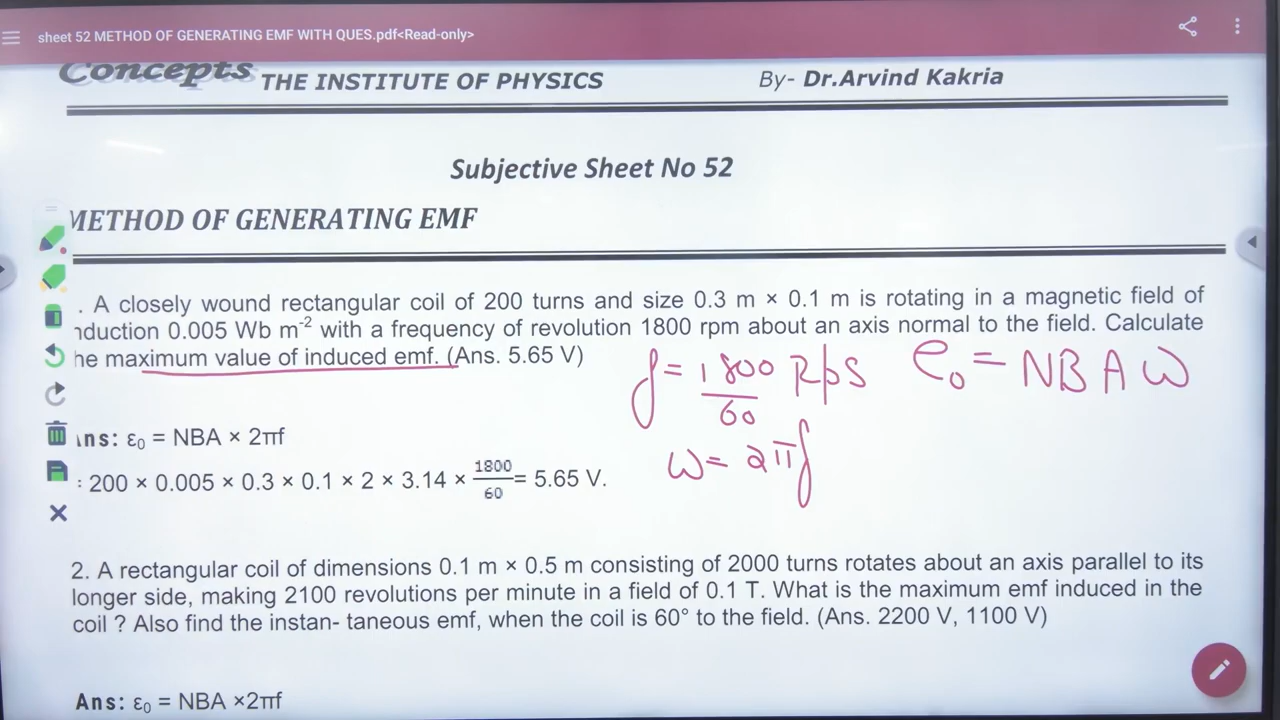 sheet 52 METHOD OF GENERATING EMF WITH QUES.pdf<Read-only>
Concepts THE INSTITUTE OF PHYSICS By- Dr.Arvind Kakria
Subjective Sheet No 52
METHOD OF GENERATING EMF
. A closely wound rectangular coil of 200 turns and size 0.3 m × 0.1 m is rotating in a magnetic field of
nduction 0.005 Wb m⁻² with a frequency of revolution 1800 rpm about an axis normal to the field. Calculate
he maximum value of induced emf. (Ans. 5.65 V)
f = 1800/60 Rps e₀ = NBAω
Ans: ε₀ = NBA × 2πf
ω = 2πf
: 200 × 0.005 × 0.3 × 0.1 × 2 × 3.14 × 1800/60 = 5.65 V.
2. A rectangular coil of dimensions 0.1 m × 0.5 m consisting of 2000 turns rotates about an axis parallel to its
longer side, making 2100 revolutions per minute in a field of 0.1 T. What is the maximum emf induced in the
coil ? Also find the instan- taneous emf, when the coil is 60° to the field. (Ans. 2200 V, 1100 V)
Ans: ε₀ = NBA ×2πf